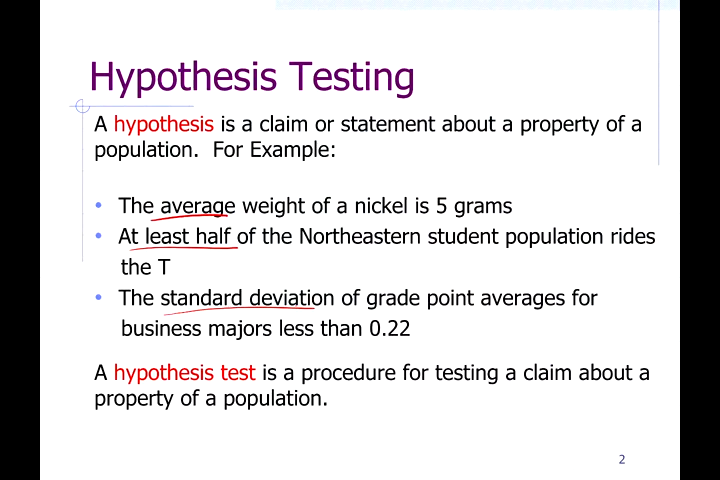 Hypothesis Testing
A hypothesis is a claim or statement about a property of a
population. For Example:
• The average weight of a nickel is 5 grams
• At least half of the Northeastern student population rides
the T
• The standard deviation of grade point averages for
business majors less than 0.22
A hypothesis test is a procedure for testing a claim about a
property of a population.
2